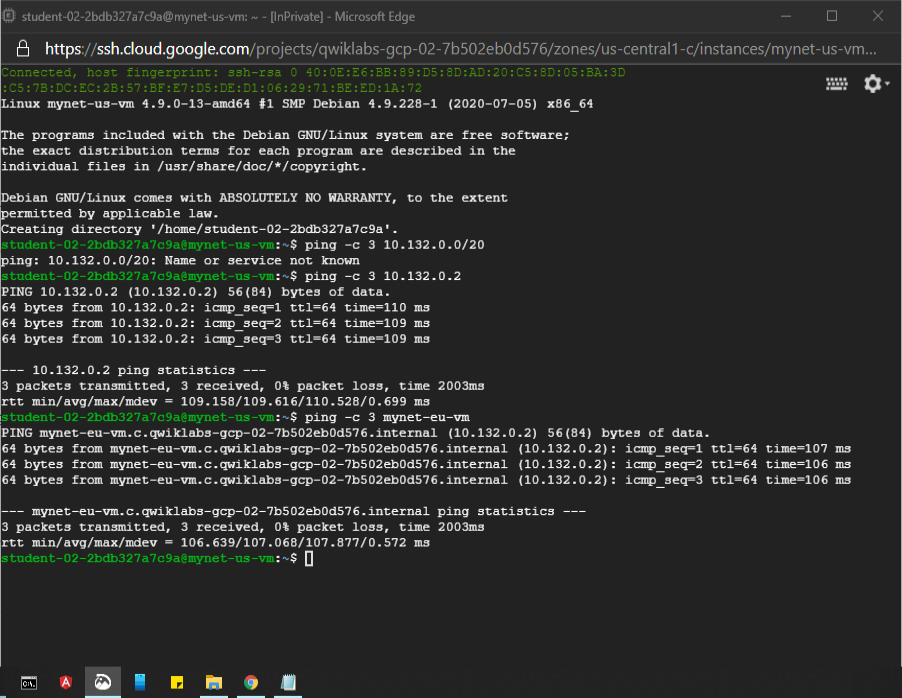 student-02-2bdb327a7c9a@mynet-us-vm: ~ - [InPrivate] - Microsoft Edge
https://ssh.cloud.google.com/projects/qwiklabs-gcp-02-7b502eb0d576/zones/us-central1-c/instances/mynet-us-vm...
Connected, host fingerprint: ssh-rsa 0 40:0E:E6:BB:89:D5:8D:AD:20:C5:8D:05:BA:3D
:C5:7B:DC:EC:2B:57:BF:E7:D5:DE:D1:06:29:71:BE:ED:1A:72
Linux mynet-us-vm 4.9.0-13-amd64 #1 SMP Debian 4.9.228-1 (2020-07-05) x86_64
The programs included with the Debian GNU/Linux system are free software;
the exact distribution terms for each program are described in the
individual files in /usr/share/doc/*/copyright.
Debian GNU/Linux comes with ABSOLUTELY NO WARRANTY, to the extent
permitted by applicable law.
Creating directory '/home/student-02-2bdb327a7c9a'.
student-02-2bdb327a7c9a@mynet-us-vm:~$ ping -c 3 10.132.0.0/20
ping: 10.132.0.0/20: Name or service not known
student-02-2bdb327a7c9a@mynet-us-vm:~$ ping -c 3 10.132.0.2
PING 10.132.0.2 (10.132.0.2) 56(84) bytes of data.
64 bytes from 10.132.0.2: icmp_seq=1 ttl=64 time=110 ms
64 bytes from 10.132.0.2: icmp_seq=2 ttl=64 time=109 ms
64 bytes from 10.132.0.2: icmp_seq=3 ttl=64 time=109 ms
--- 10.132.0.2 ping statistics ---
3 packets transmitted, 3 received, 0% packet loss, time 2003ms
rtt min/avg/max/mdev = 109.158/109.616/110.528/0.699 ms
student-02-2bdb327a7c9a@mynet-us-vm:~$ ping -c 3 mynet-eu-vm
PING mynet-eu-vm.c.qwiklabs-gcp-02-7b502eb0d576.internal (10.132.0.2) 56(84) bytes of data.
64 bytes from mynet-eu-vm.c.qwiklabs-gcp-02-7b502eb0d576.internal (10.132.0.2): icmp_seq=1 ttl=64 time=107 ms
64 bytes from mynet-eu-vm.c.qwiklabs-gcp-02-7b502eb0d576.internal (10.132.0.2): icmp_seq=2 ttl=64 time=106 ms
64 bytes from mynet-eu-vm.c.qwiklabs-gcp-02-7b502eb0d576.internal (10.132.0.2): icmp_seq=3 ttl=64 time=106 ms
--- mynet-eu-vm.c.qwiklabs-gcp-02-7b502eb0d576.internal ping statistics ---
3 packets transmitted, 3 received, 0% packet loss, time 2003ms
rtt min/avg/max/mdev = 106.639/107.068/107.877/0.572 ms
student-02-2bdb327a7c9a@mynet-us-vm:~$